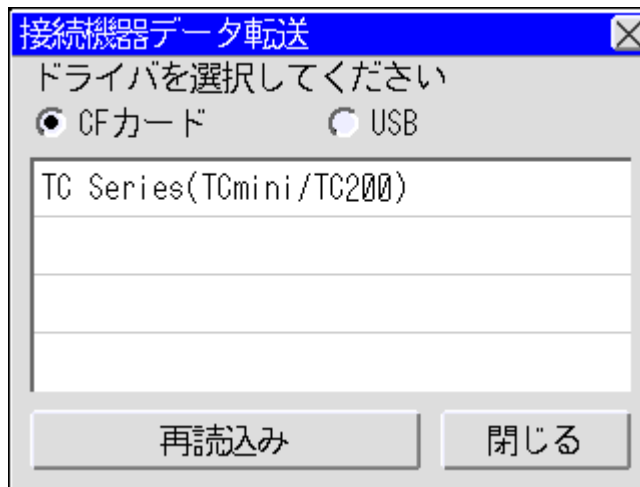 接続機器データ転送
ドライバを選択してください
CFカード USB
TC Series(TCmini/TC200)
再読込み 閉じる